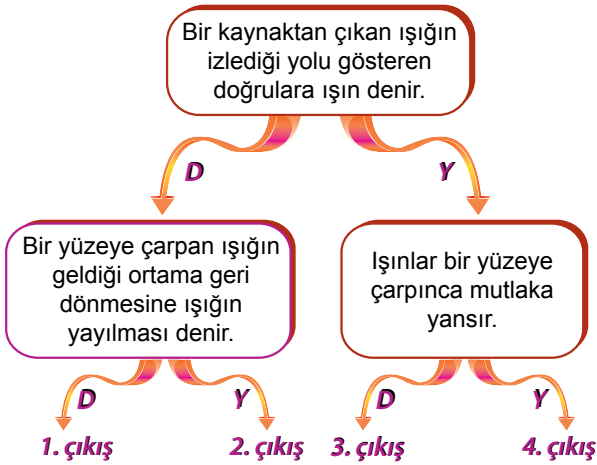 Bir kaynaktan çıkan ışığın
izlediği yolu gösteren
doğrulara ışın denir.
D
Y
Bir yüzeye çarpan ışığın
geldiği ortama geri
dönmesine ışığın
yayılması denir.
Işınlar bir yüzeye
çarpınca mutlaka
yansır.
D
Y
D
Y
1. çıkış
2. çıkış
3. çıkış
4. çıkış